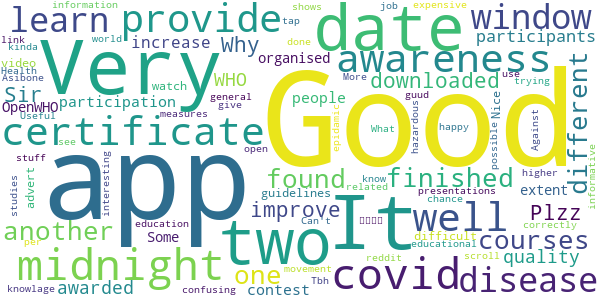 information
shows
job
expensive
learn
provide
date
window
link
kinda
world
tap
done
video
increase
Why
participants
Very
Good
organised
More
Health
Asibone
watch
WHO
awareness
downloaded
use
trying
Sir
OpenWHO
participation
people
Useful
measures
general
give
guud
Nice
Against
certificate
app
see
What
epidemic
hazardous
possible
happy
different
stuff
open
interesting
found
finished
higher
extent
presentations
studies
advert
education
Some
guidelines
related
know
chance
informative
another
two
It
improve
Can't
well
Plzz
correctly
midnight
one
movement
difficult
educational
courses
knowlage
per
awarded
confusing
contest
Tbh
reddit
covid
scroll
disease
quality